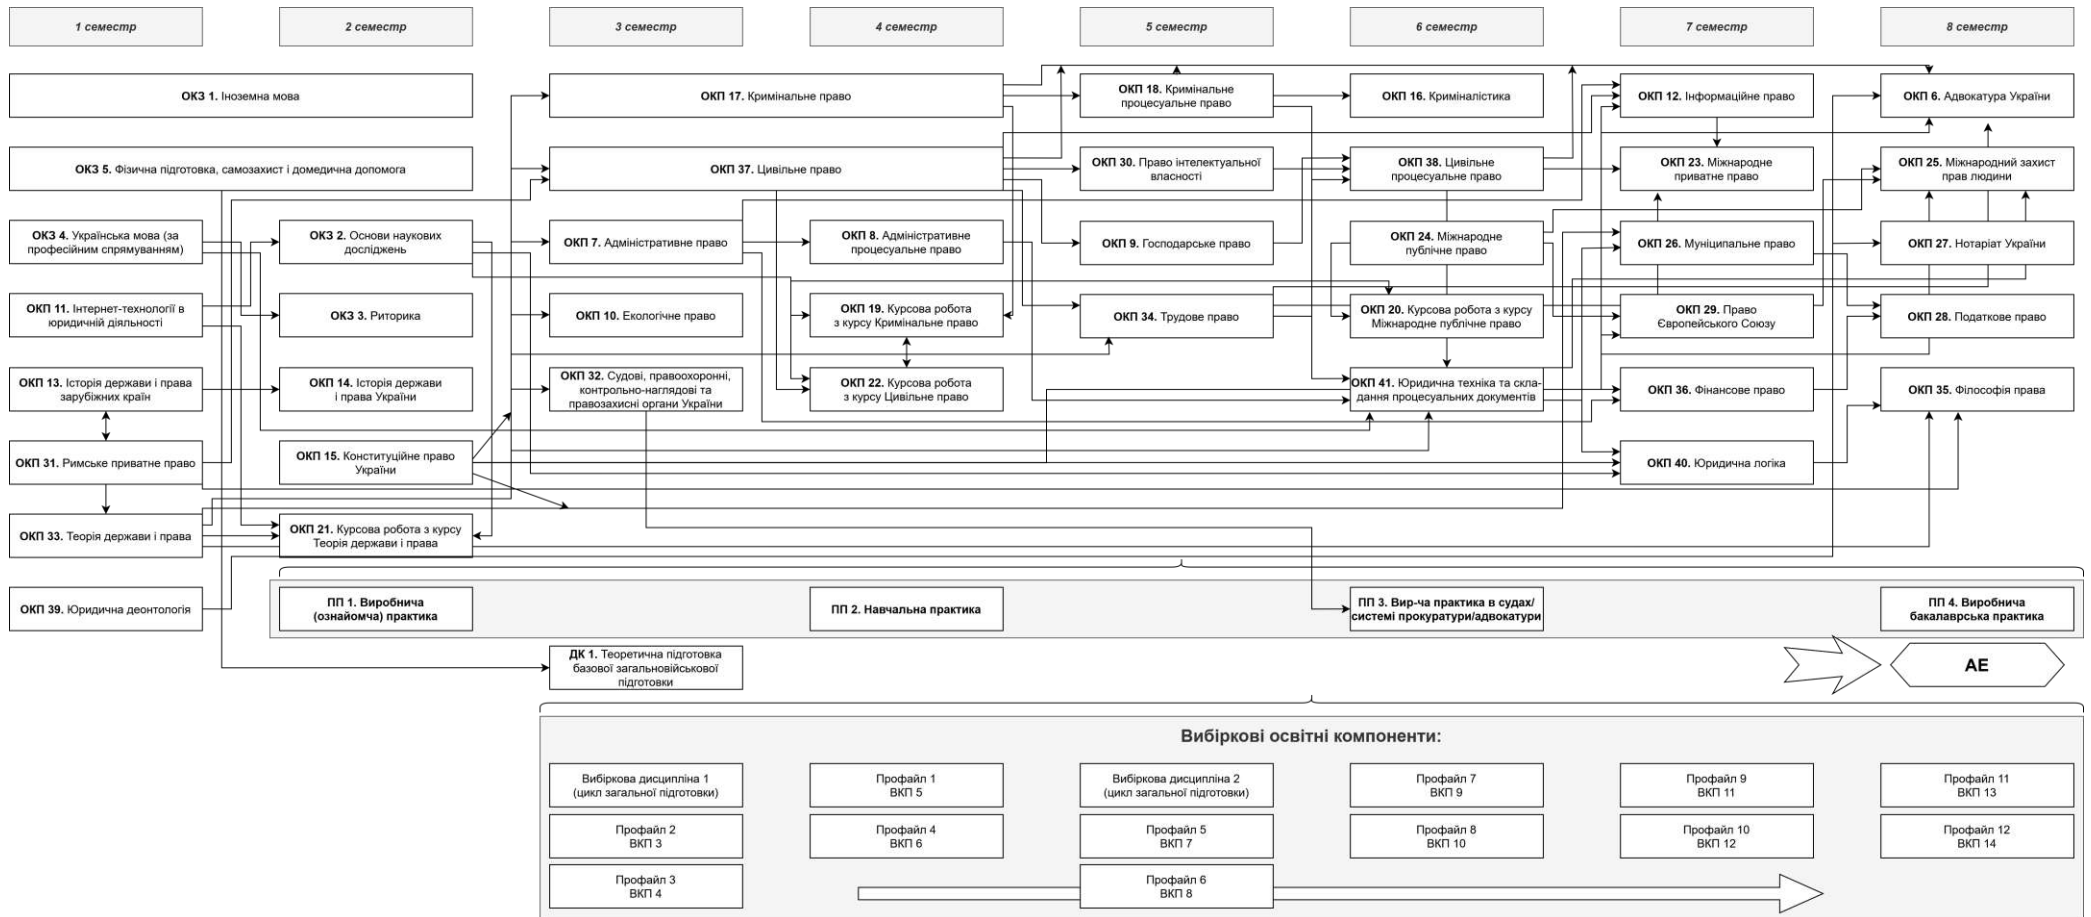 1 семестр
2 семестр
3 семестр
4 семестр
5 семестр
6 семестр
7 семестр
8 семестр
ОКЗ 1. Іноземна мова
ОКП 17. Кримінальне право
ОКП 18. Кримінальне
процесуальне право
ОКП 16. Криміналістика
ОКП 12. Інформаційне право
ОКП 6. Адвокатура України
ОКЗ 5. Фізична підготовка, самозахист і домедична допомога
ОКП 37. Цивільне право
ОКП 30. Право інтелектуальної
власності
ОКП 38. Цивільне
процесуальне право
ОКП 23. Міжнародне
приватне право
ОКП 25. Міжнародний захист
прав людини
ОКЗ 4. Українська мова (за
професійним спрямуванням)
ОКЗ 2. Основи наукових
досліджень
ОКП 7. Адміністративне право
ОКП 8. Адміністративне
процесуальне право
ОКП 9. Господарське право
ОКП 24. Міжнародне
публічне право
ОКП 26. Муніципальне право
ОКП 27. Нотаріат України
ОКП 11. Інтернет-технології в
юридичній діяльності
ОКЗ 3. Риторика
ОКП 10. Екологічне право
ОКП 19. Курсова робота
з курсу Кримінальне право
ОКП 34. Трудове право
ОКП 20. Курсова робота з курсу
Міжнародне публічне право
ОКП 29. Право
Європейського Союзу
ОКП 28. Податкове право
ОКП 13. Історія держави і права
зарубіжних країн
ОКП 14. Історія держави
і права України
ОКП 32. Судові, правоохоронні,
контрольно-наглядові та
правозахисні органи України
ОКП 22. Курсова робота
з курсу Цивільне право
ОКП 41. Юридична техніка та скла-
дання процесуальних документів
ОКП 36. Фінансове право
ОКП 35. Філософія права
ОКП 31. Римське приватне право
ОКП 15. Конституційне право
України
ОКП 40. Юридична логіка
ОКП 33. Теорія держави і права
ОКП 21. Курсова робота з курсу
Теорія держави і права
ОКП 39. Юридична деонтологія
ПП 1. Виробнича
(ознайомча) практика
ПП 2. Навчальна практика
ПП 3. Вир-ча практика в судах/
системі прокуратури/адвокатури
ПП 4. Виробнича
бакалаврська практика
ДК 1. Теоретична підготовка
базової загальновійськової
підготовки
АЕ
Вибіркові освітні компоненти:
Вибіркова дисципліна 1
(цикл загальної підготовки)
Профайл 1
ВКП 5
Вибіркова дисципліна 2
(цикл загальної підготовки)
Профайл 7
ВКП 9
Профайл 9
ВКП 11
Профайл 11
ВКП 13
Профайл 2
ВКП 3
Профайл 4
ВКП 6
Профайл 5
ВКП 7
Профайл 8
ВКП 10
Профайл 10
ВКП 12
Профайл 12
ВКП 14
Профайл 3
ВКП 4
Профайл 6
ВКП 8